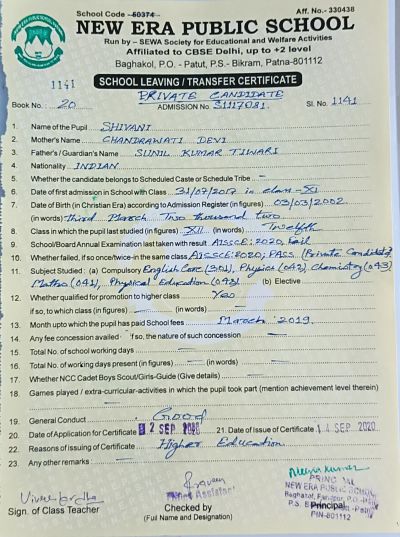 School Code - 50374 Aff. No.- 330438
NEW ERA PUBLIC SCHOOL
Run by - SEWA Society for Educational and Welfare Activities
Affiliated to CBSE Delhi, up to +2 level
Baghakol, P.O. - Patut, P.S.- Bikram, Patna-801112
1141
SCHOOL LEAVING / TRANSFER CERTIFICATE
PRIVATE CANDIDATE
Book No. : 20 ADMISSION No. S1117081. Sl. No. 1141
1. Name of the Pupil SHIVANI
2. Mother's Name CHANDRAWATI DEVI
3. Father's / Guardian's Name SUNIL KUMAR TIWARI
4. Nationality INDIAN
5. Whether the candidate belongs to Scheduled Caste or Schedule Tribe -
6. Date of first admission in School with Class 31/07/2017 in class-XI
7. Date of Birth (in Christian Era) according to Admission Register (in figures) 03/03/2002
(in words) Third March Two thousand two
8. Class in which the pupil last studied (in figures) XII (in words) Twelfth
9. School/Board Annual Examination last taken with result AISSCE:2020, fail
10. Whether failed, if so once/twice-in the same class AISSCE:2020; PASS. (Private Candidate)
11. Subject Studied : (a) Compulsory English Core (301), Physics (042) Chemistry (043)
Maths (041), Physical Education (048) (b) Elective
12. Whether qualified for promotion to higher class Yes
if so, to which class (in figures) — (in words) —
13. Month upto which the pupil has paid School fees March '2019.
14. Any fee concession availed - if so, the nature of such concession —
15. Total No. of school working days —
16. Total No. of working days present (in figures) — (in words) —
17. Whether NCC Cadet Boys Scout/Girls-Guide (Give details) —
18. Games played / extra-curricular-activities in which the pupil took part (mention achievement level therein)
19. General Conduct Good
20. Date of Application for Certificate 12 SEP 2020 21. Date of Issue of Certificate 14 SEP 2020
22. Reasons of issuing of Certificate Higher Education
23. Any other remarks —
Sign. of Class Teacher
Praveen
Office Assistant
Checked by
(Full Name and Designation)
PRINCIPAL
NEW ERA PUBLIC SCHOOL
Principal
PIN-801112